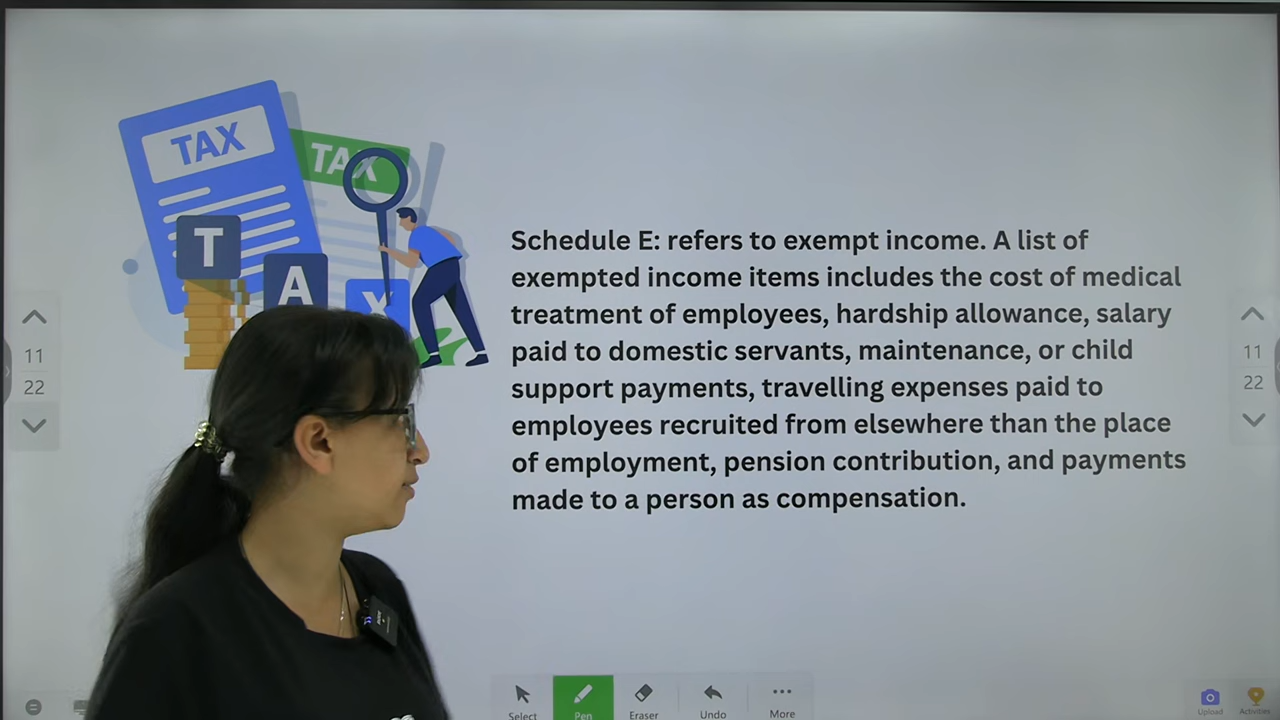 TAX
TAX
T
A
X
Schedule E: refers to exempt income. A list of
exempted income items includes the cost of medical
treatment of employees, hardship allowance, salary
paid to domestic servants, maintenance, or child
support payments, travelling expenses paid to
employees recruited from elsewhere than the place
of employment, pension contribution, and payments
made to a person as compensation.
11
22
11
22
Select
Pen
Eraser
Undo
More
Upload
Activities